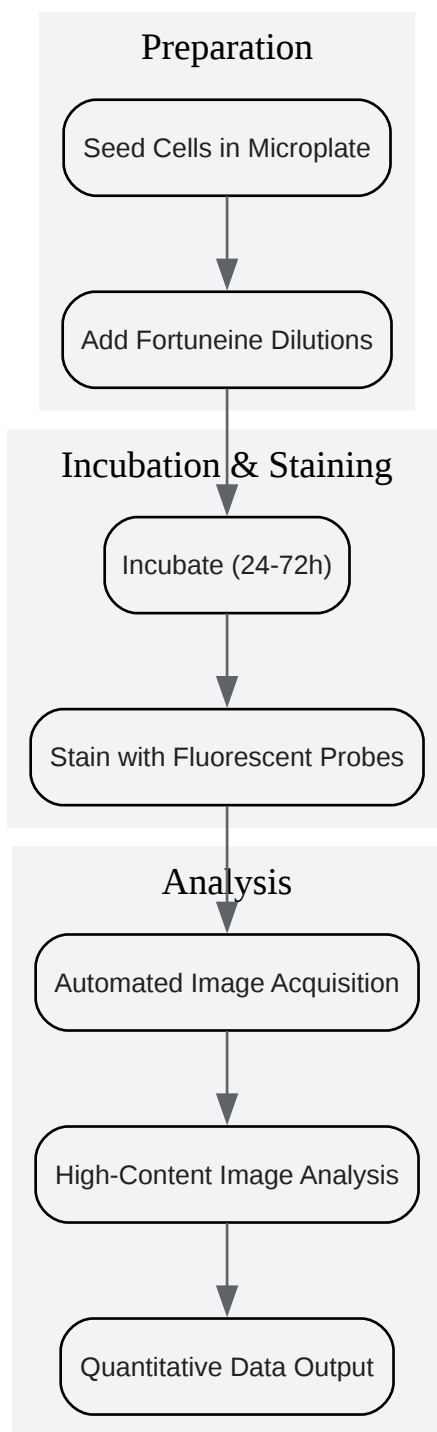 Preparation
Seed Cells in Microplate
Add Fortuneine Dilutions
Incubation & Staining
Incubate (24-72h)
Stain with Fluorescent Probes
Analysis
Automated Image Acquisition
High-Content Image Analysis
Quantitative Data Output